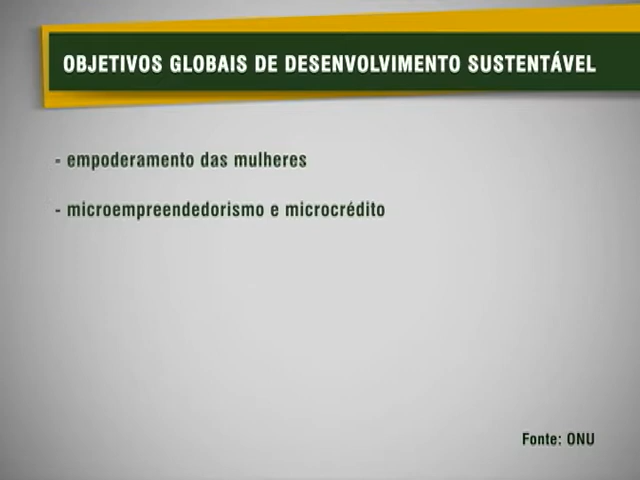 OBJETIVOS GLOBAIS DE DESENVOLVIMENTO SUSTENTÁVEL
- empoderamento das mulheres
- microempreendedorismo e microcrédito
Fonte: ONU